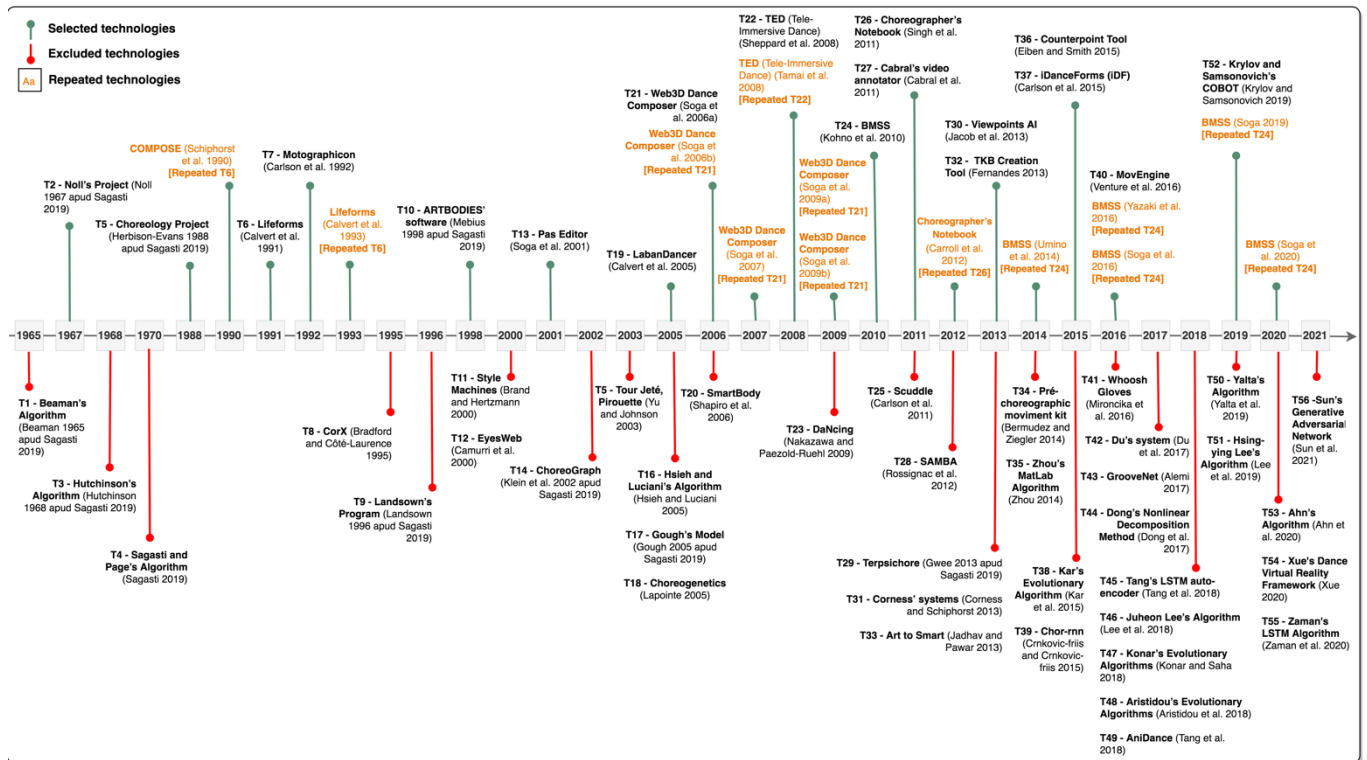 Selected technologies
Excluded technologies
Aa
Repeated technologies
T2 - Noll's Project (Noll
1967 apud Sagasti
2019)
T5 - Choreology Project
(Herbison-Evans 1988
apud Sagasti 2019)
COMPOSE (Schiphorst
et al. 1990)
[Repeated T6]
T6 - Lifeforms
(Calvert et al.
1991)
T7 - Motographicon
(Carlson et al. 1992)
Lifeforms
(Calvert et al.
1993)
[Repeated T6]
T10 - ARTBODIES'
software (Mebius
1998 apud Sagasti
2019)
T13 - Pas Editor
(Soga et al. 2001)
T19 - LabanDancer
(Calvert et al. 2005)
T21 - Web3D Dance
Composer (Soga
et al. 2006a)
Web3D Dance
Composer (Soga
et al. 2006b)
[Repeated T21]
Web3D Dance
Composer
(Soga et al.
2007)
[Repeated T21]
T22 - TED (Tele-
Immersive Dance)
(Sheppard et al. 2008)
TED (Tele-Immersive
Dance) (Tamai et al.
2008)
[Repeated T22]
Web3D Dance
Composer
(Soga et al.
2009a)
[Repeated T21]
Web3D Dance
Composer
(Soga et al.
2009b)
[Repeated T21]
T24 - BMSS
(Kohno et al. 2010)
T26 - Choreographer's
Notebook (Singh et al.
2011)
T27 - Cabral's video
annotator (Cabral et al.
2011)
Choreographer's
Notebook
(Carroll et al.
2012)
[Repeated T26]
T30 - Viewpoints AI
(Jacob et al. 2013)
T32 - TKB Creation
Tool (Fernandes 2013)
BMSS (Umino
et al. 2014)
[Repeated T24]
T36 - Counterpoint Tool
(Eiben and Smith 2015)
T37 - iDanceForms (iDF)
(Carlson et al. 2015)
T40 - MovEngine
(Venture et al. 2016)
BMSS (Yazaki et al.
2016)
[Repeated T24]
BMSS (Soga et al.
2016)
[Repeated T24]
T52 - Krylov and
Samsonovich's
COBOT (Krylov and
Samsonovich 2019)
BMSS (Soga 2019)
[Repeated T24]
BMSS (Soga et al.
2020)
[Repeated T24]
1965 1967 1968 1970 1988 1990 1991 1992 1993 1995 1996 1998 2000 2001 2002 2003 2005 2006 2007 2008 2009 2010 2011 2012 2013 2014 2015 2016 2017 2018 2019 2020 2021
T1 - Beaman's
Algorithm
(Beaman 1965
apud Sagasti
2019)
T3 - Hutchinson's
Algorithm (Hutchinson
1968 apud Sagasti 2019)
T4 - Sagasti and
Page's Algorithm
(Sagasti 2019)
T8 - CorX (Bradford
and Côté-Laurence
1995)
T9 - Landsown's
Program (Landsown
1996 apud Sagasti
2019)
T11 - Style
Machines (Brand
and Hertzmann
2000)
T12 - EyesWeb
(Camurri et al.
2000)
T14 - ChoreoGraph
(Klein et al. 2002 apud
Sagasti 2019)
T5 - Tour Jeté,
Pirouette (Yu
and Johnson
2003)
T16 - Hsieh and
Luciani's Algorithm
(Hsieh and Luciani
2005)
T17 - Gough's Model
(Gough 2005 apud
Sagasti 2019)
T18 - Choreogenetics
(Lapointe 2005)
T20 - SmartBody
(Shapiro et al.
2006)
T23 - DaNcing
(Nakazawa and
Paezold-Ruehl 2009)
T25 - Scuddle
(Carlson et al.
2011)
T28 - SAMBA
(Rossignac et al.
2012)
T29 - Terpsichore (Gwee 2013 apud
Sagasti 2019)
T31 - Corness' systems (Corness
and Schiphorst 2013)
T33 - Art to Smart (Jadhav and
Pawar 2013)
T34 - Pré-
choreographic
moviment kit
(Bermudez and
Ziegler 2014)
T35 - Zhou's
MatLab
Algorithm
(Zhou 2014)
T38 - Kar's
Evolutionary
Algorithm (Kar
et al. 2015)
T39 - Chor-rnn
(Crnkovic-friis
and Crnkovic-
friis 2015)
T41 - Whoosh
Gloves
(Mironcika et
al. 2016)
T42 - Du's system (Du
et al. 2017)
T43 - GrooveNet (Alemi
2017)
T44 - Dong's Nonlinear
Decomposition
Method (Dong et al.
2017)
T45 - Tang's LSTM auto-
encoder (Tang et al. 2018)
T46 - Juheon Lee's Algorithm
(Lee et al. 2018)
T47 - Konar's Evolutionary
Algorithms (Konar and Saha
2018)
T48 - Aristidou's Evolutionary
Algorithms (Aristidou et al. 2018)
T49 - AniDance (Tang et al.
2018)
T50 - Yalta's
Algorithm
(Yalta et al.
2019)
T51 - Hsing-
ying Lee's
Algorithm (Lee
et al. 2019)
T53 - Ahn's
Algorithm (Ahn et
al. 2020)
T54 - Xue's Dance
Virtual Reality
Framework (Xue
2020)
T55 - Zaman's
LSTM Algorithm
(Zaman et al. 2020)
T56 -Sun's
Generative
Adversarial
Network
(Sun et al.
2021)